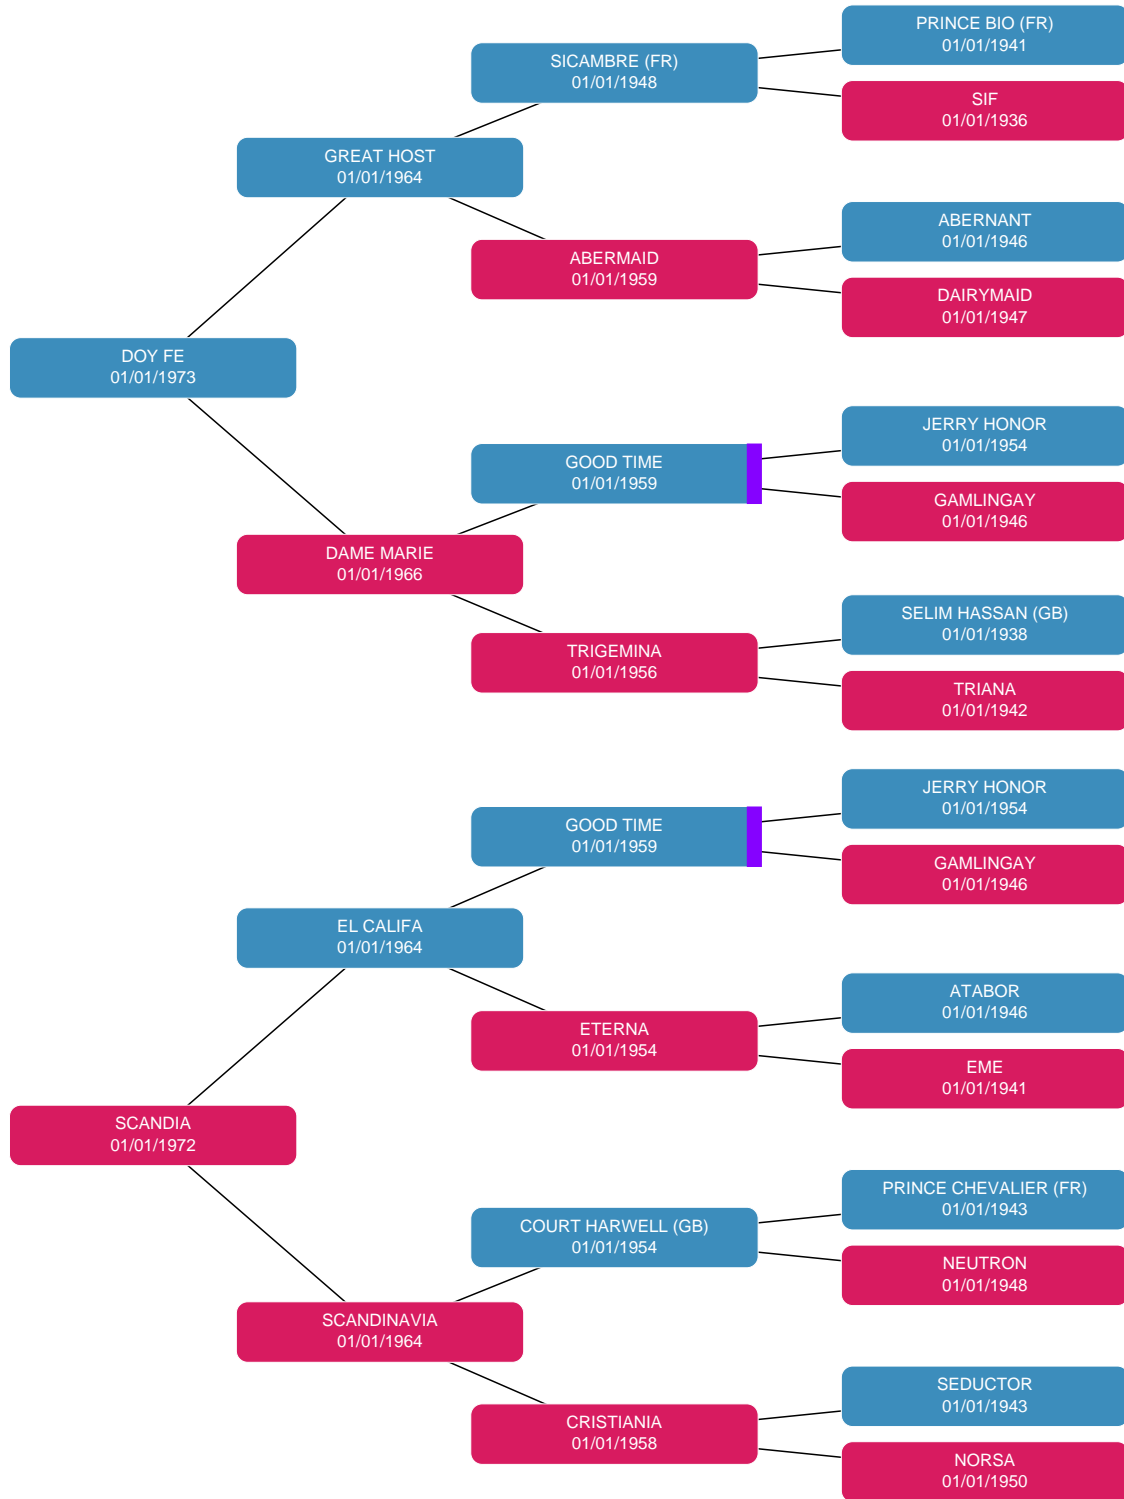 PRINCE BIO (FR)
01/01/1941
SICAMBRE (FR)
01/01/1948
SIF
01/01/1936
GREAT HOST
01/01/1964
ABERNANT
01/01/1946
ABERMAID
01/01/1959
DAIRYMAID
01/01/1947
DOY FE
01/01/1973
JERRY HONOR
01/01/1954
GOOD TIME
01/01/1959
GAMLINGAY
01/01/1946
DAME MARIE
01/01/1966
SELIM HASSAN (GB)
01/01/1938
TRIGEMINA
01/01/1956
TRIANA
01/01/1942
JERRY HONOR
01/01/1954
GOOD TIME
01/01/1959
GAMLINGAY
01/01/1946
EL CALIFA
01/01/1964
ATABOR
01/01/1946
ETERNA
01/01/1954
EME
01/01/1941
SCANDIA
01/01/1972
PRINCE CHEVALIER (FR)
01/01/1943
COURT HARWELL (GB)
01/01/1954
NEUTRON
01/01/1948
SCANDINAVIA
01/01/1964
SEDUCTOR
01/01/1943
CRISTIANIA
01/01/1958
NORSA
01/01/1950